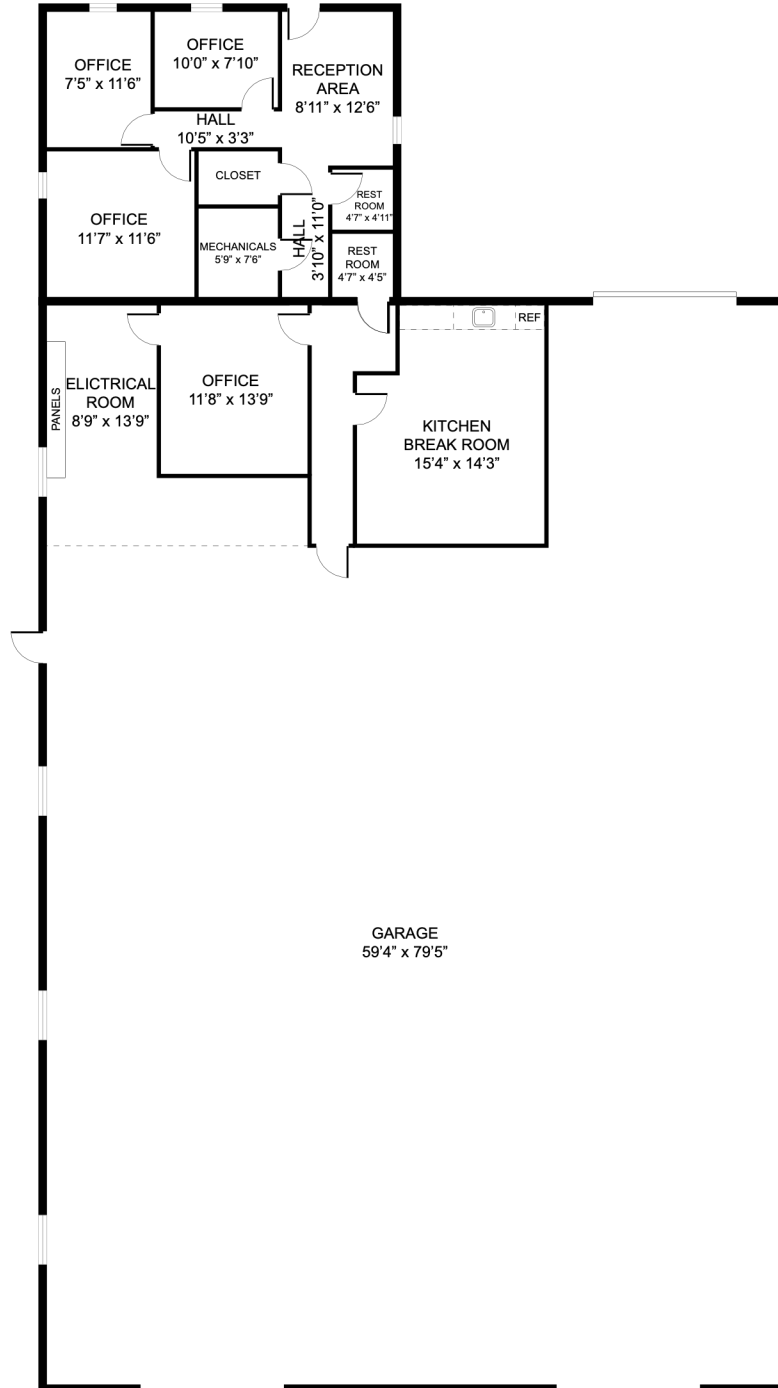 OFFICE
7'5" x 11'6"
OFFICE
10'0" x 7'10"
RECEPTION
AREA
8'11" x 12'6"
HALL
10'5" x 3'3"
CLOSET
REST
ROOM
4'7" x 4'11"
OFFICE
11'7" x 11'6"
MECHANICALS
5'9" x 7'6"
HALL
3'10" x 11'0"
REST
ROOM
4'7" x 4'5"
REF
PANELS
ELICTRICAL
ROOM
8'9" x 13'9"
OFFICE
11'8" x 13'9"
KITCHEN
BREAK ROOM
15'4" x 14'3"
GARAGE
59'4" x 79'5"